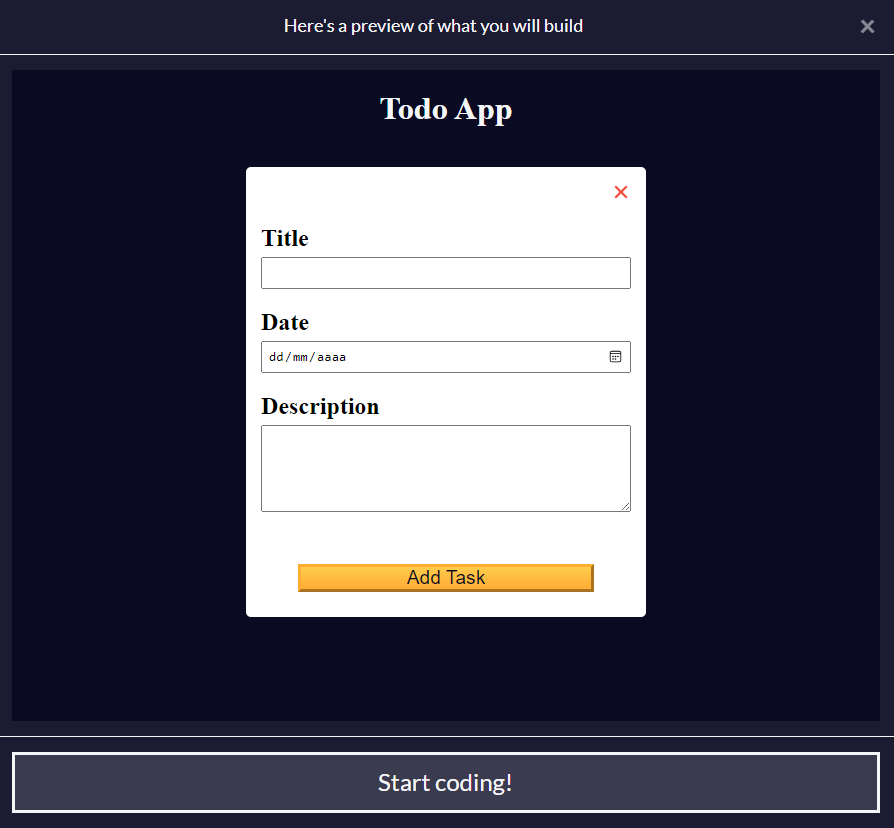 Here's a preview of what you will build
Todo App
Title
Date
dd/mm/aaaa
Description
Add Task
Start coding!